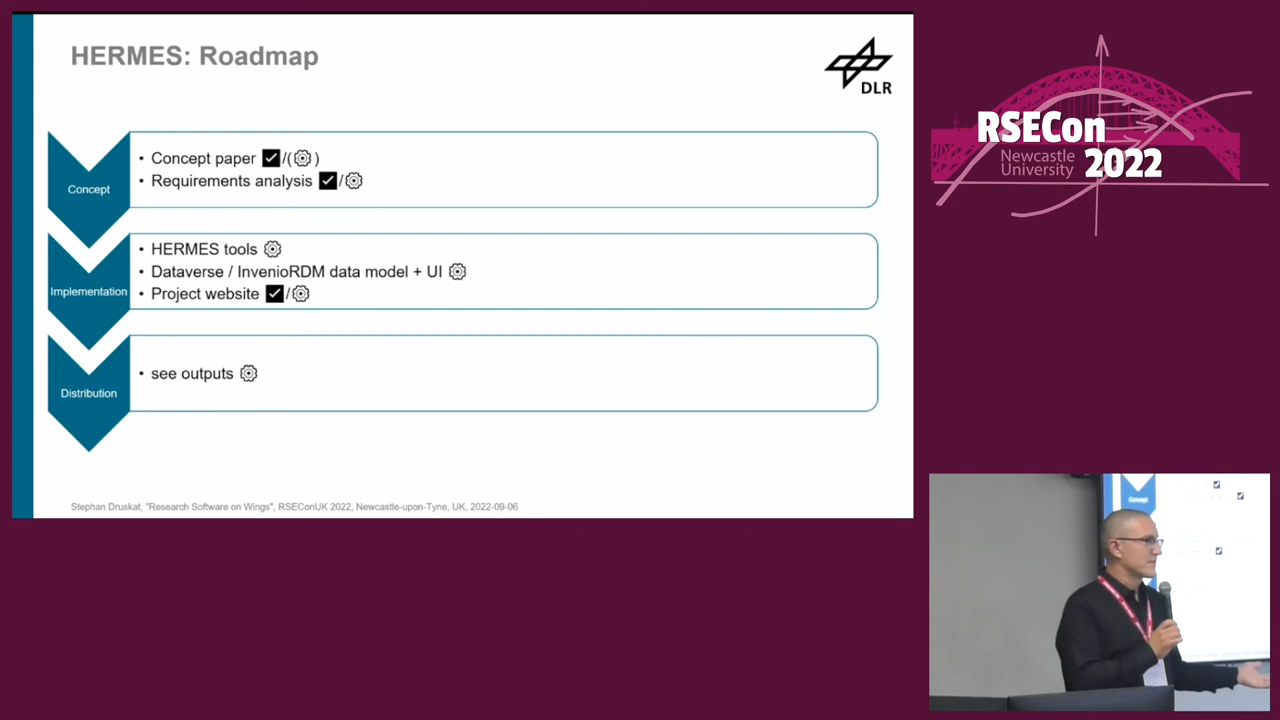 HERMES: Roadmap
DLR
Concept
• Concept paper ☑/(⚙)
• Requirements analysis ☑/⚙
Implementation
• HERMES tools ⚙
• Dataverse / InvenioRDM data model + UI ⚙
• Project website ☑/⚙
Distribution
• see outputs ⚙
Stephan Druskat, "Research Software on Wings", RSEConUK 2022, Newcastle-upon-Tyne, UK, 2022-09-06
RSECon
Newcastle
University 2022
Concept